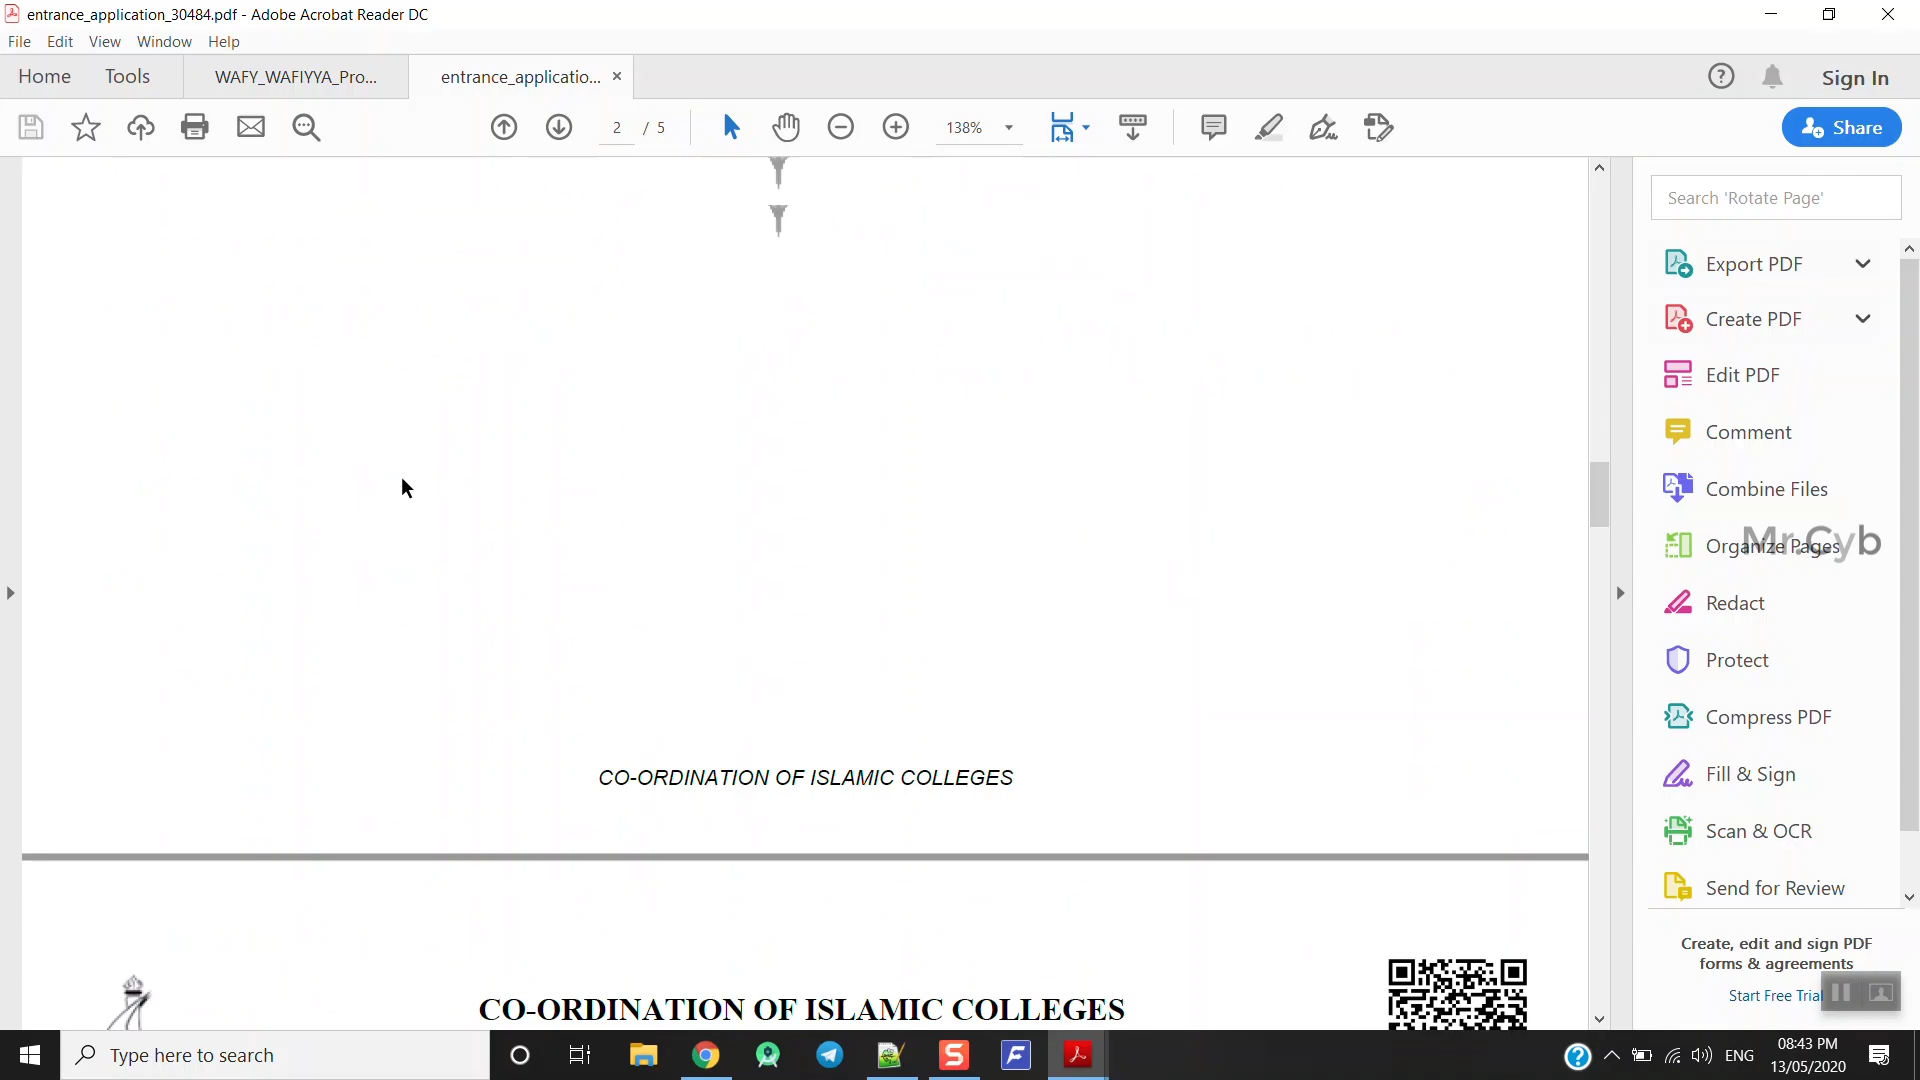 entrance_application_30484.pdf - Adobe Acrobat Reader DC
File Edit View Window Help
Home Tools WAFY_WAFIYYA_Pro... entrance_applicatio... × Sign In
2 / 5 138% Share
Search 'Rotate Page'
Export PDF
Create PDF
Edit PDF
Comment
Combine Files
Organize Pages
Mr.Cyb
Redact
Protect
Compress PDF
Fill & Sign
Scan & OCR
Send for Review
CO-ORDINATION OF ISLAMIC COLLEGES
Create, edit and sign PDF
forms & agreements
Start Free Trial
CO-ORDINATION OF ISLAMIC COLLEGES
Type here to search
ENG
08:43 PM
13/05/2020